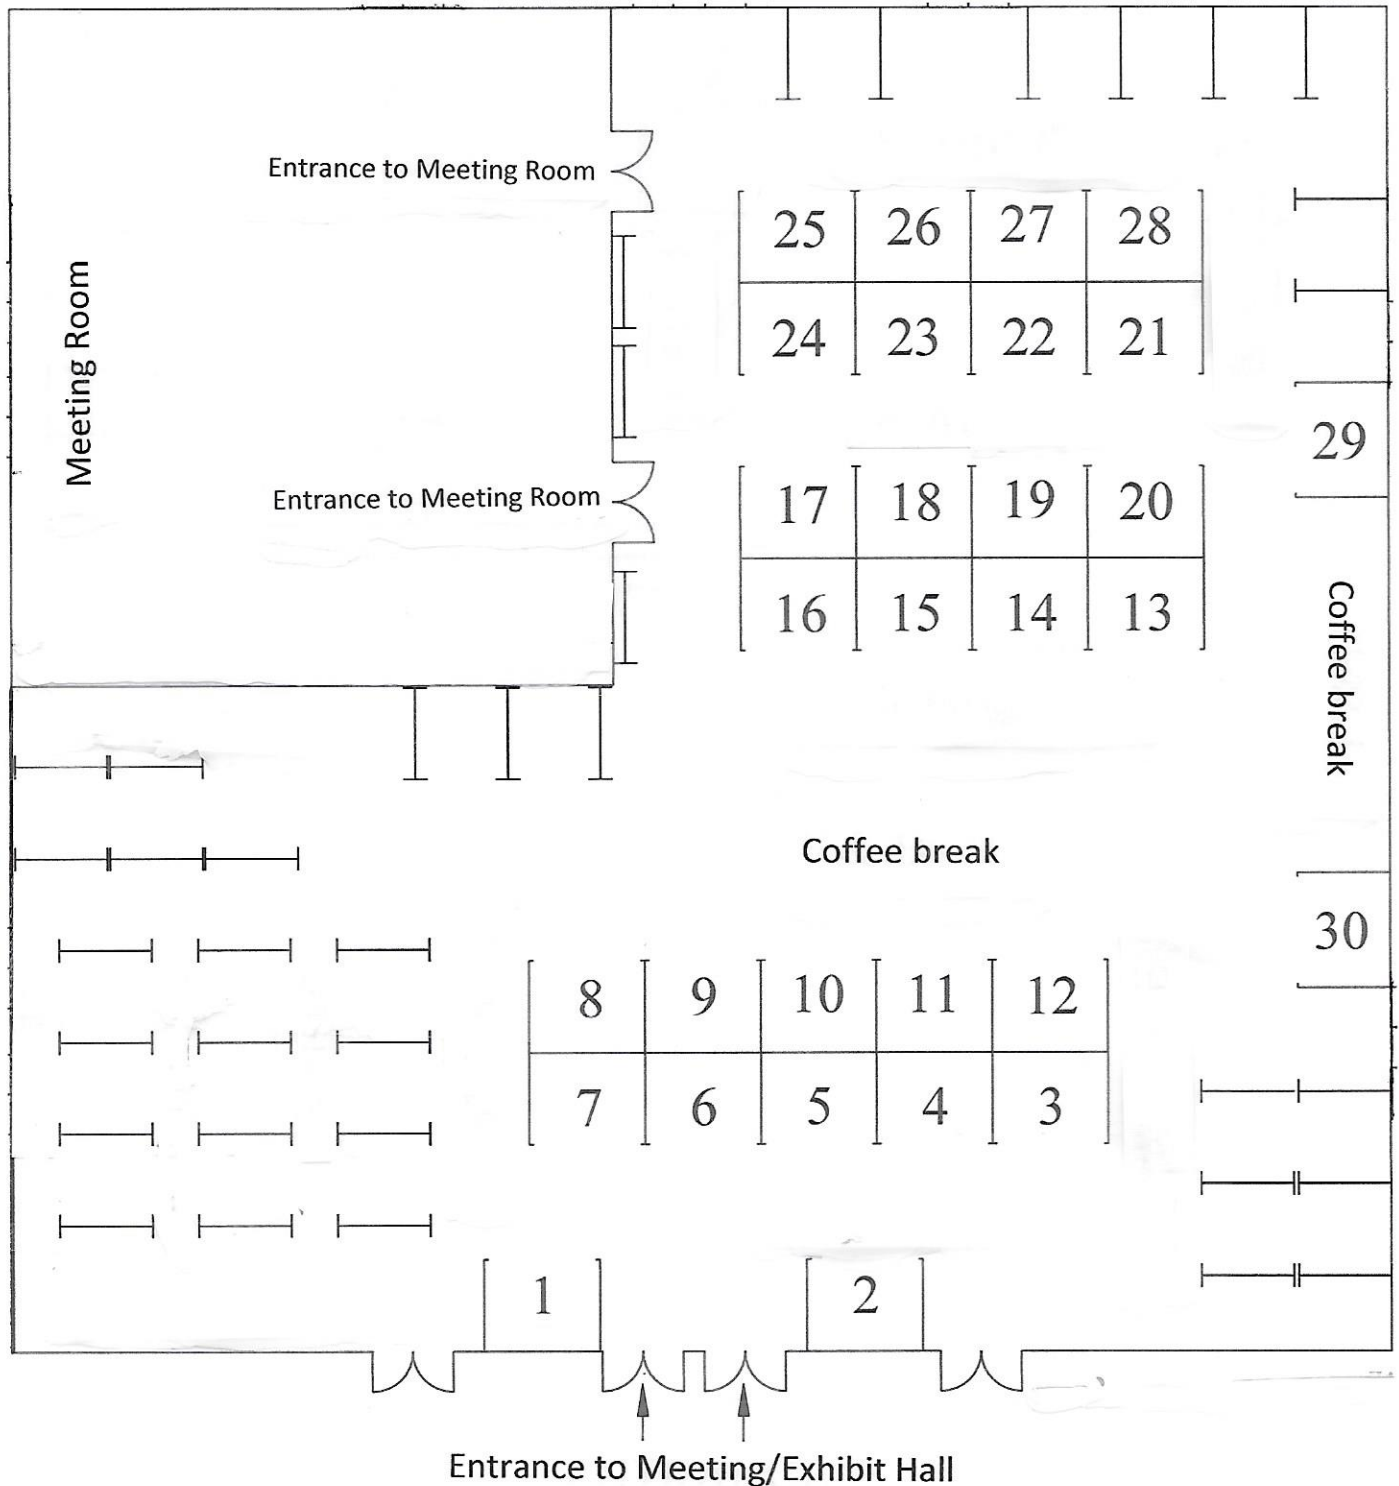 Entrance to Meeting Room
25 26 27 28
24 23 22 21
Meeting Room
29
Entrance to Meeting Room
17 18 19 20
16 15 14 13
Coffee break
Coffee break
30
8 9 10 11 12
7 6 5 4 3
1 2
Entrance to Meeting/Exhibit Hall